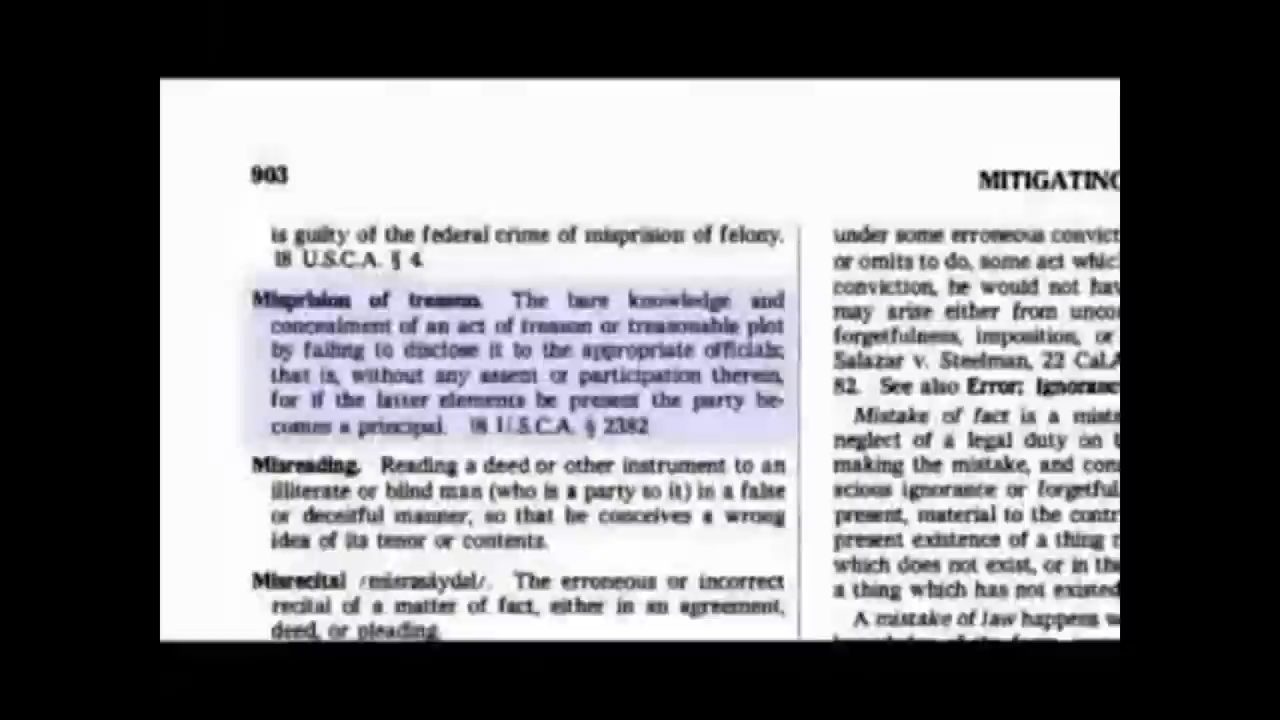 903
MITIGATING
is guilty of the federal crime of misprision of felony.
18 U.S.C.A. § 4.
Misprision of treason. The bare knowledge and
concealment of an act of treason or treasonable plot
by failing to disclose it to the appropriate officials;
that is, without any assent or participation therein,
for if the latter elements be present the party be-
comes a principal. 18 U.S.C.A. § 2382
Misreading. Reading a deed or other instrument to an
illiterate or blind man (who is a party to it) in a false
or deceitful manner, so that he conceives a wrong
idea of its tenor or contents.
Misrecital The erroneous or incorrect
recital of a matter of fact, either in an agreement,
deed, or pleading.
under some erroneous convict
or omits to do, some act whic
conviction, he would not hav
may arise either from uncon
forgetfulness, imposition, or
Salazar v. Steelman, 22 Cal.A
82. See also Error; Ignoranc
Mistake of fact is a mista
neglect of a legal duty on t
making the mistake, and con
scious ignorance or forgetful
present, material to the contr
present existence of a thing
which does not exist, or in the
a thing which has not existed
A mistake of law happens w